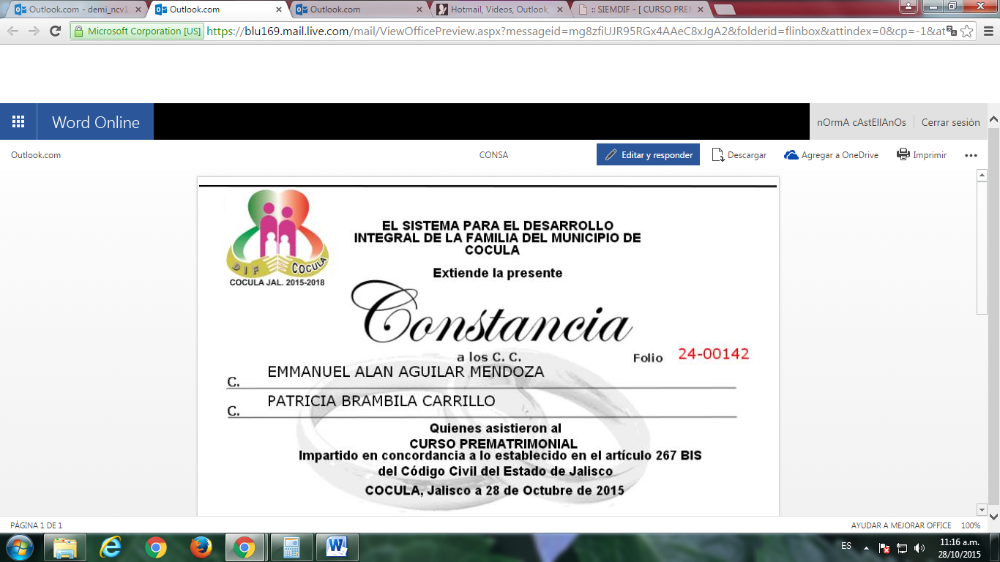 Outlook.com - demi_ncv1
Outlook.com
Outlook.com
Hotmail, Videos, Outlook,
:: SIEMDIF - [ CURSO PREM
Microsoft Corporation [US]
https://blu169.mail.live.com/mail/ViewOfficePreview.aspx?messageid=mg8zfiUJR95RGx4AAeC8xJgA2&folderid=flinbox&attindex=0&cp=-1&at
Word Online
nOrmA cAstEllAnOs
Cerrar sesión
Outlook.com
CONSA
Editar y responder
Descargar
Agregar a OneDrive
Imprimir
DIF COCULA
COCULA JAL. 2015-2018
EL SISTEMA PARA EL DESARROLLO
INTEGRAL DE LA FAMILIA DEL MUNICIPIO DE
COCULA
Extiende la presente
Constancia
a los C. C.
Folio 24-00142
C. EMMANUEL ALAN AGUILAR MENDOZA
C. PATRICIA BRAMBILA CARRILLO
Quienes asistieron al
CURSO PREMATRIMONIAL
Impartido en concordancia a lo establecido en el artículo 267 BIS
del Código Civil del Estado de Jalisco
COCULA, Jalisco a 28 de Octubre de 2015
PÁGINA 1 DE 1
AYUDAR A MEJORAR OFFICE
100%
ES
11:16 a.m.
28/10/2015